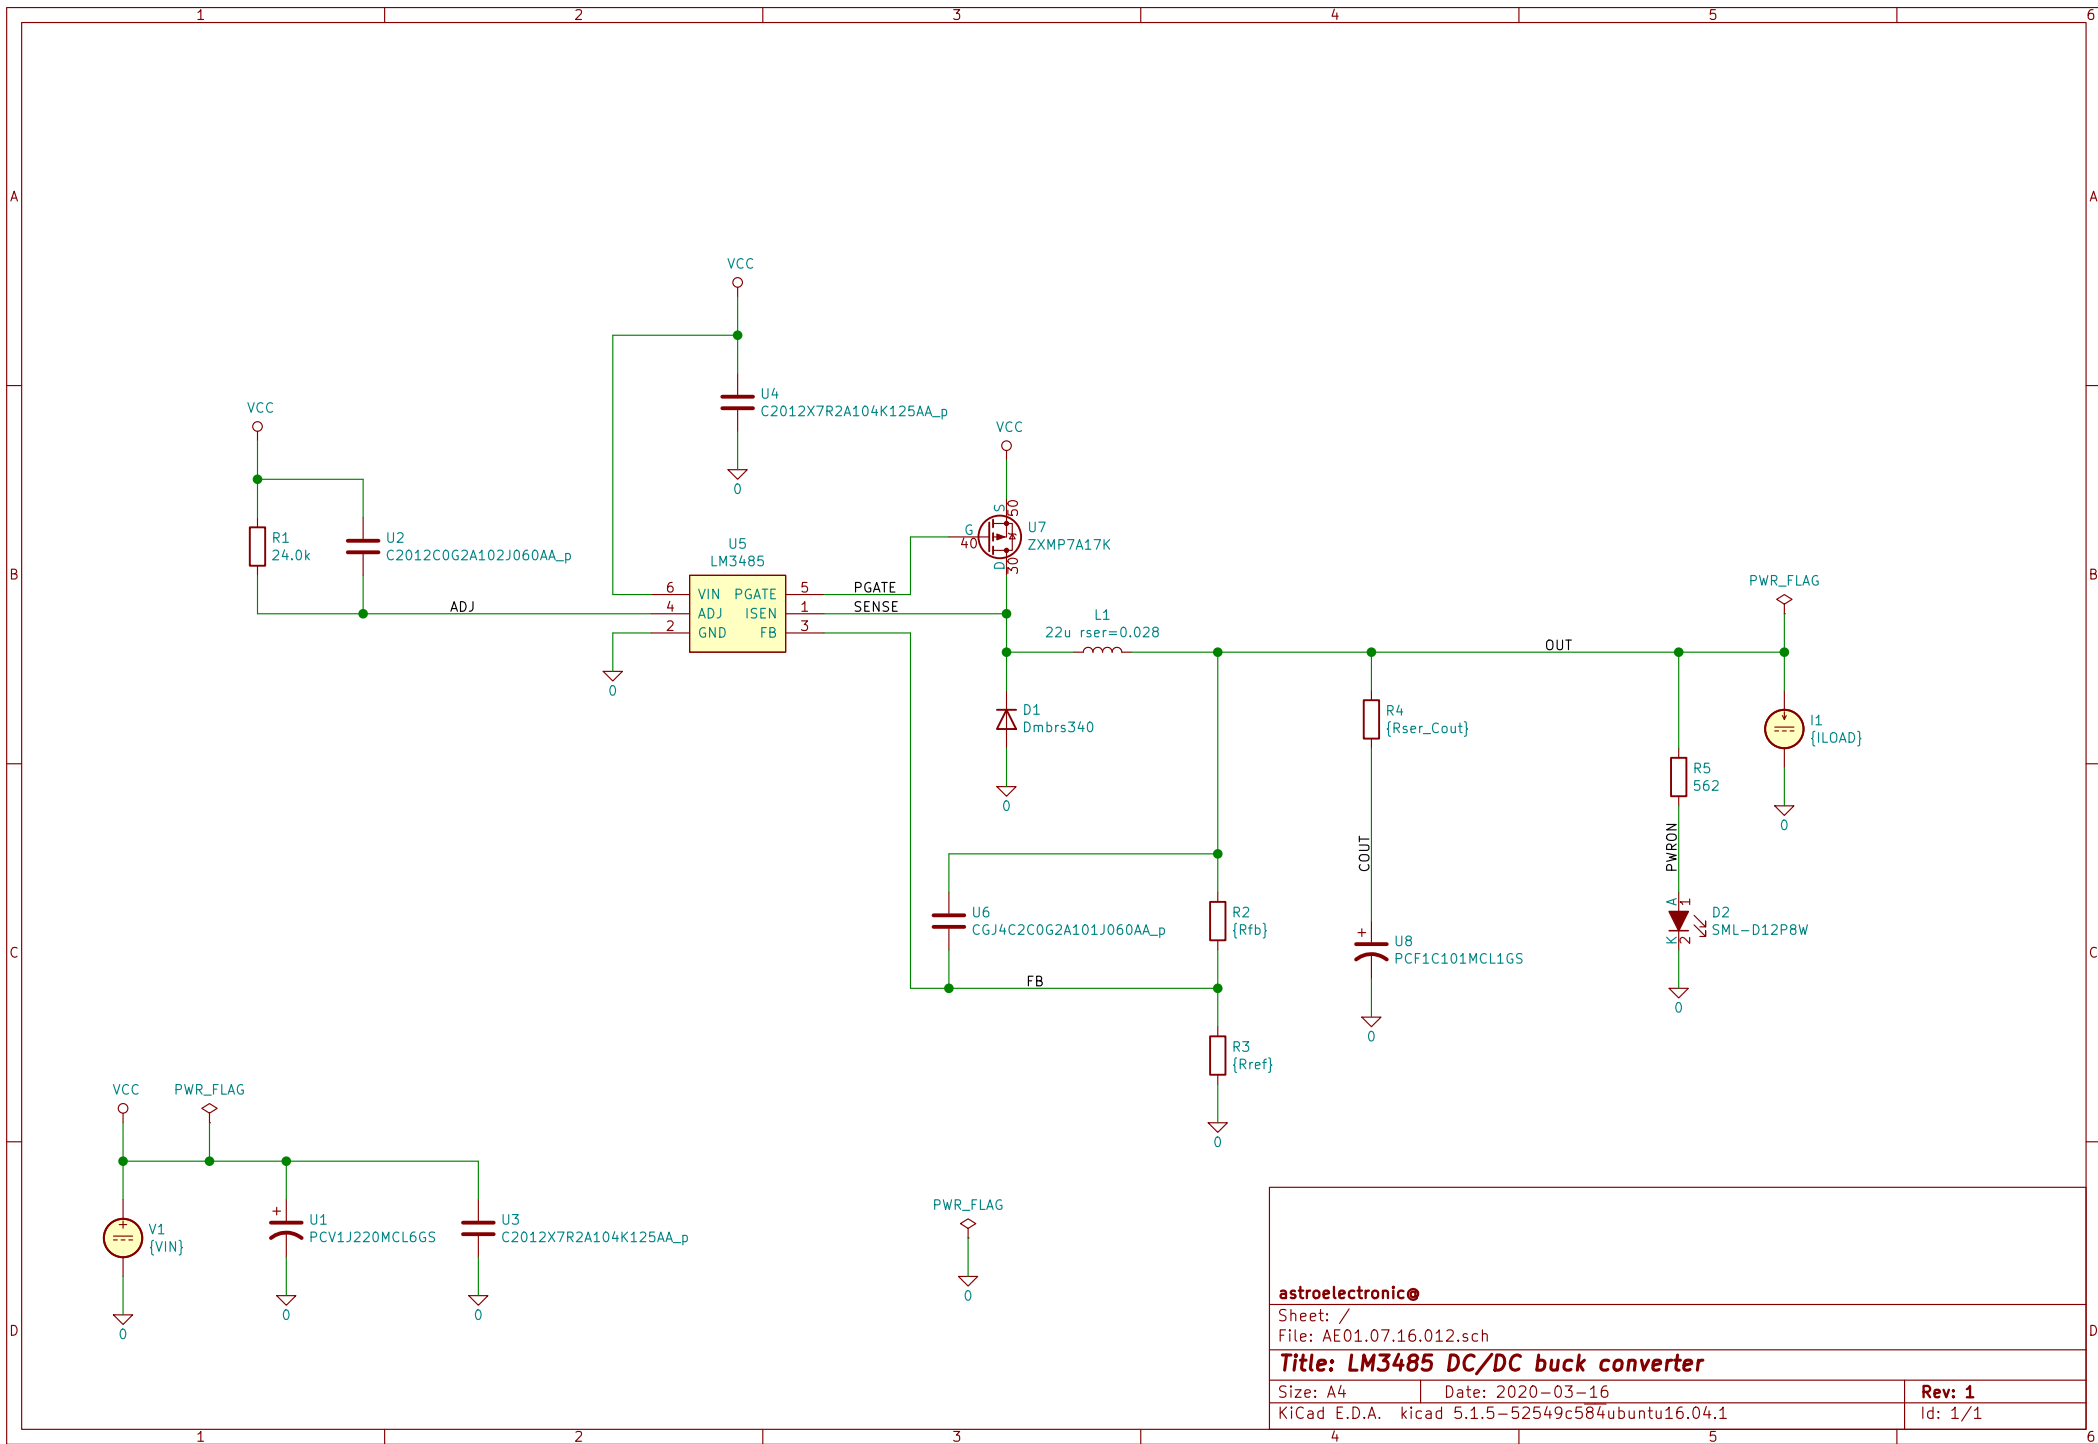 1 2 3 4 5 6
A A
VCC
U4
C2012X7R2A104K125AA_p
0
VCC
R1
24.0k
U2
C2012C0G2A102J060AA_p
ADJ
VCC
S
50
G
40
D
30
U7
ZXMP7A17K
U5
LM3485
6 VIN PGATE 5
4 ADJ ISEN 1
2 GND FB 3
PGATE
SENSE
0
B B
L1
22u rser=0.028
OUT
PWR_FLAG
D1
Dmbrs340
0
R4
{Rser_Cout}
I1
{ILOAD}
0
R5
562
COUT
PWRON
U6
CGJ4C2C0G2A101J060AA_p
R2
{Rfb}
+
U8
PCF1C101MCL1GS
0
A
1
K
2
D2
SML-D12P8W
0
C C
FB
R3
{Rref}
0
VCC
PWR_FLAG
+
V1
{VIN}
0
+
U1
PCV1J220MCL6GS
0
U3
C2012X7R2A104K125AA_p
0
PWR_FLAG
0
D D
astroelectronic@
Sheet: /
File: AE01.07.16.012.sch
Title: LM3485 DC/DC buck converter
Size: A4 Date: 2020-03-16 Rev: 1
KiCad E.D.A. kicad 5.1.5-52549c584ubuntu16.04.1 Id: 1/1
1 2 3 4 5 6